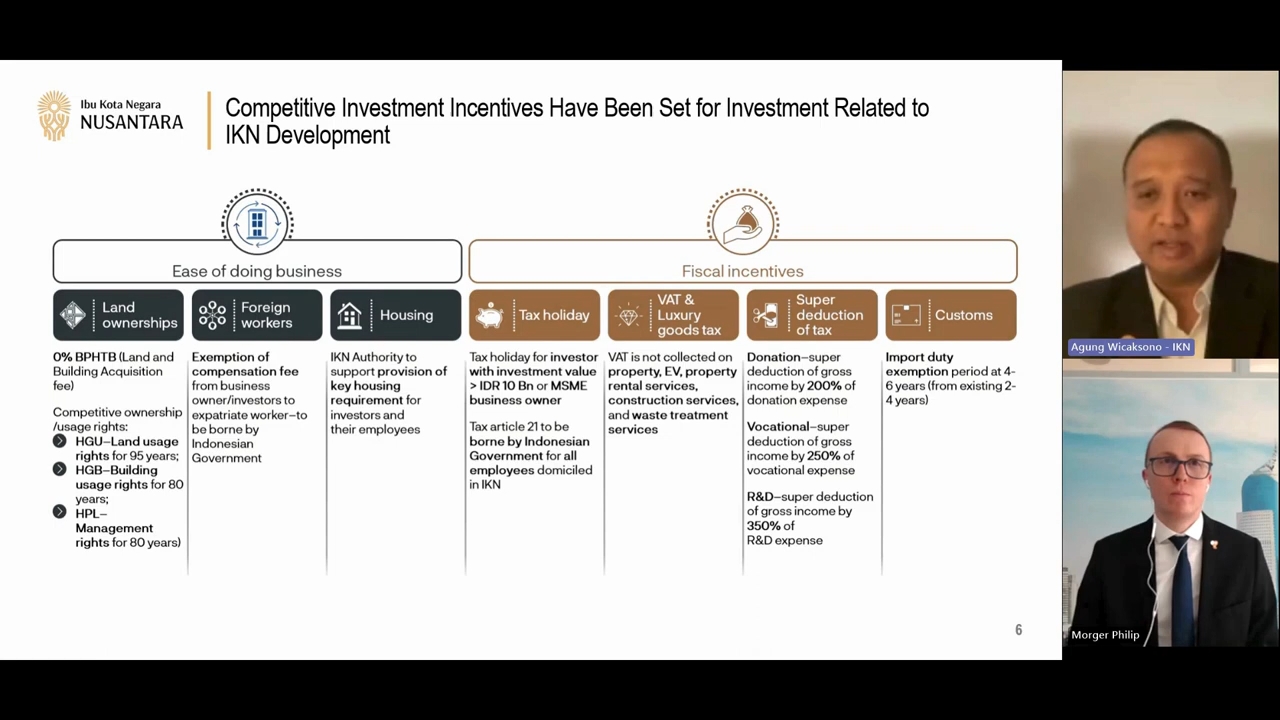 Ibu Kota Negara
NUSANTARA
Competitive Investment Incentives Have Been Set for Investment Related to
IKN Development
Ease of doing business
Fiscal incentives
Land
ownerships
Foreign
workers
Housing
Tax holiday
VAT &
Luxury
goods tax
Super
deduction
of tax
Customs
0% BPHTB (Land and
Building Acquisition
fee)
Competitive ownership
/usage rights:
HGU–Land usage
rights for 95 years;
HGB–Building
usage rights for 80
years;
HPL–
Management
rights for 80 years)
Exemption of
compensation fee
from business
owner/investors to
expatriate worker–to
be borne by
Indonesian
Government
IKN Authority to
support provision of
key housing
requirement for
investors and
their employees
Tax holiday for investor
with investment value
> IDR 10 Bn or MSME
business owner
Tax article 21 to be
borne by Indonesian
Government for all
employees domiciled
in IKN
VAT is not collected on
property, EV, property
rental services,
construction services,
and waste treatment
services
Donation–super
deduction of gross
income by 200% of
donation expense
Vocational–super
deduction of gross
income by 250% of
vocational expense
R&D–super deduction
of gross income by
350% of
R&D expense
Import duty
exemption period at 4-
6 years (from existing 2-
4 years)
6
Agung Wicaksono - IKN
Morger Philip